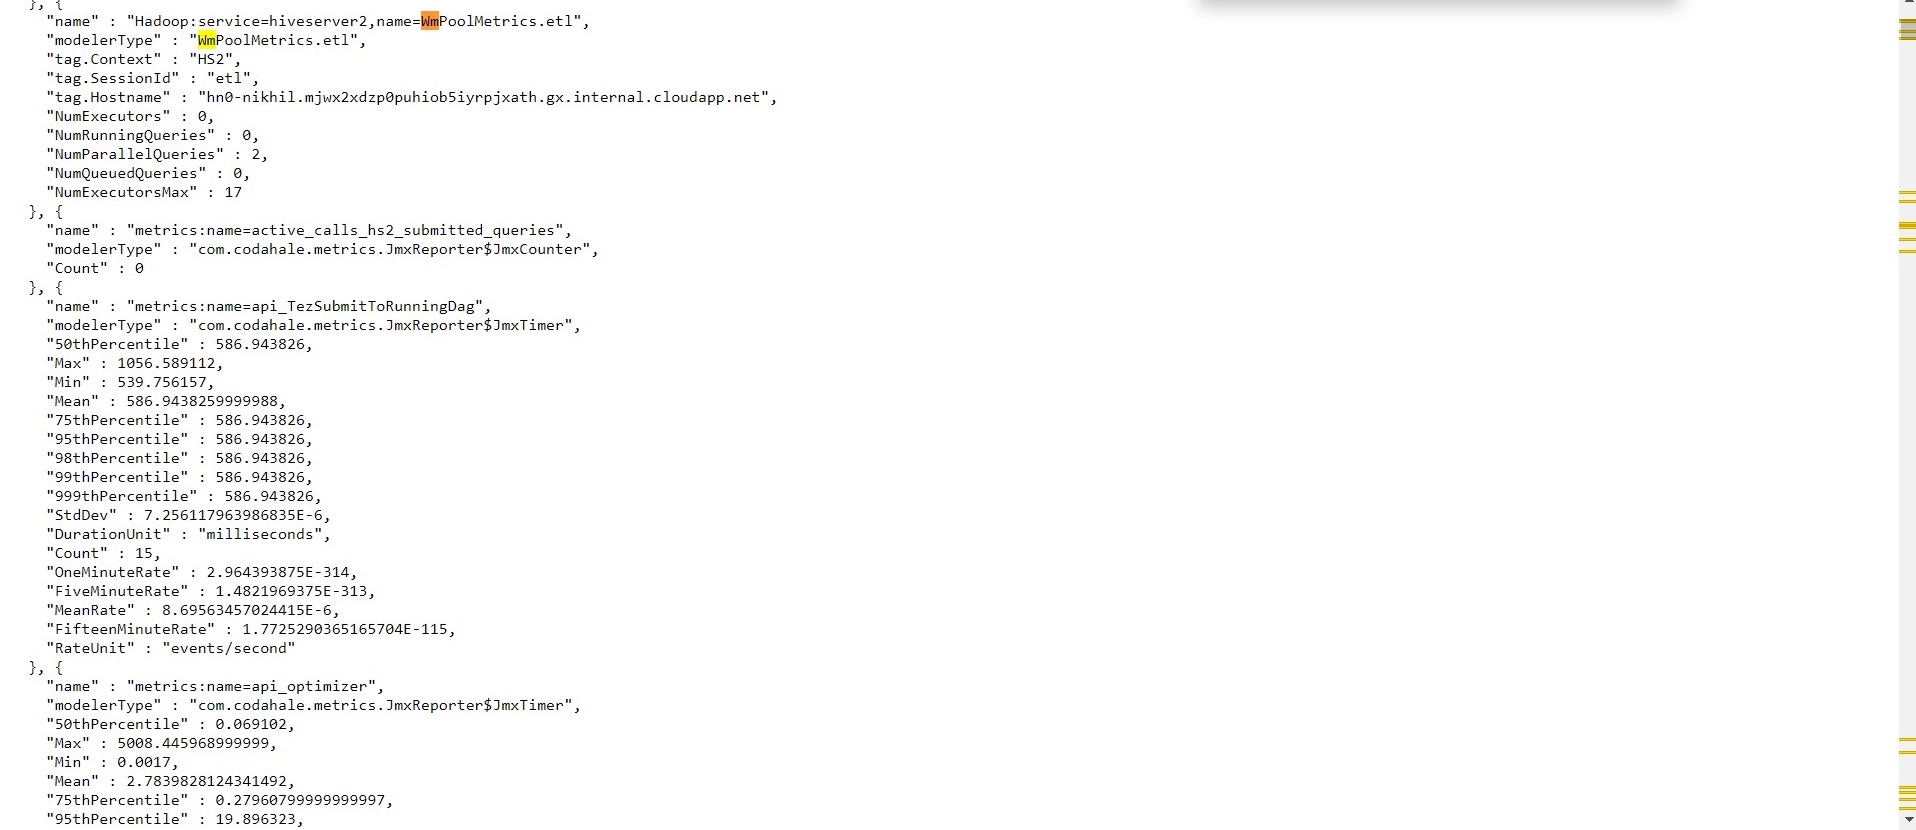 }, {
"name" : "Hadoop:service=hiveserver2,name=WmPoolMetrics.etl",
"modelerType" : "WmPoolMetrics.etl",
"tag.Context" : "HS2",
"tag.SessionId" : "etl",
"tag.Hostname" : "hn0-nikhil.mjwx2xdzp0puhiob5iyrpjxath.gx.internal.cloudapp.net",
"NumExecutors" : 0,
"NumRunningQueries" : 0,
"NumParallelQueries" : 2,
"NumQueuedQueries" : 0,
"NumExecutorsMax" : 17
}, {
"name" : "metrics:name=active_calls_hs2_submitted_queries",
"modelerType" : "com.codahale.metrics.JmxReporter$JmxCounter",
"Count" : 0
}, {
"name" : "metrics:name=api_TezSubmitToRunningDag",
"modelerType" : "com.codahale.metrics.JmxReporter$JmxTimer",
"50thPercentile" : 586.943826,
"Max" : 1056.589112,
"Min" : 539.756157,
"Mean" : 586.9438259999988,
"75thPercentile" : 586.943826,
"95thPercentile" : 586.943826,
"98thPercentile" : 586.943826,
"99thPercentile" : 586.943826,
"999thPercentile" : 586.943826,
"StdDev" : 7.256117963986835E-6,
"DurationUnit" : "milliseconds",
"Count" : 15,
"OneMinuteRate" : 2.964393875E-314,
"FiveMinuteRate" : 1.4821969375E-313,
"MeanRate" : 8.69563457024415E-6,
"FifteenMinuteRate" : 1.7725290365165704E-115,
"RateUnit" : "events/second"
}, {
"name" : "metrics:name=api_optimizer",
"modelerType" : "com.codahale.metrics.JmxReporter$JmxTimer",
"50thPercentile" : 0.069102,
"Max" : 5008.445968999999,
"Min" : 0.0017,
"Mean" : 2.7839828124341492,
"75thPercentile" : 0.27960799999999997,
"95thPercentile" : 19.896323,